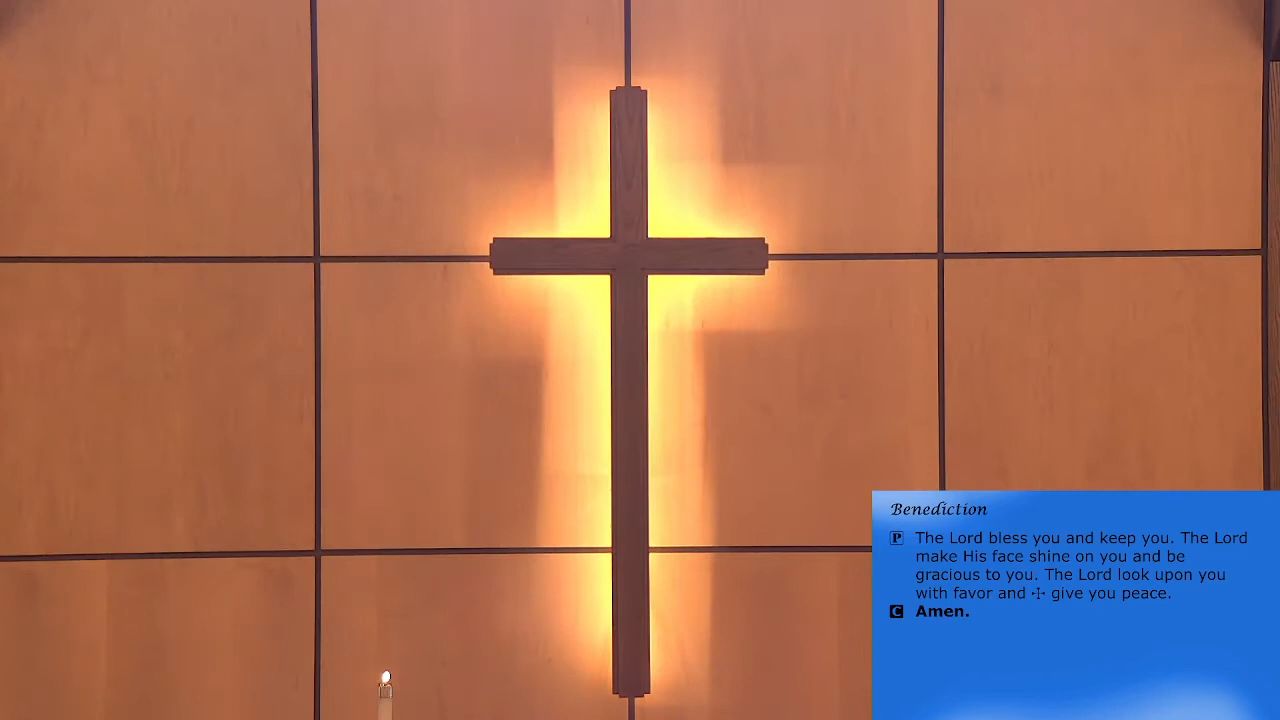 Benediction
P The Lord bless you and keep you. The Lord
make His face shine on you and be
gracious to you. The Lord look upon you
with favor and ☩ give you peace.
C Amen.